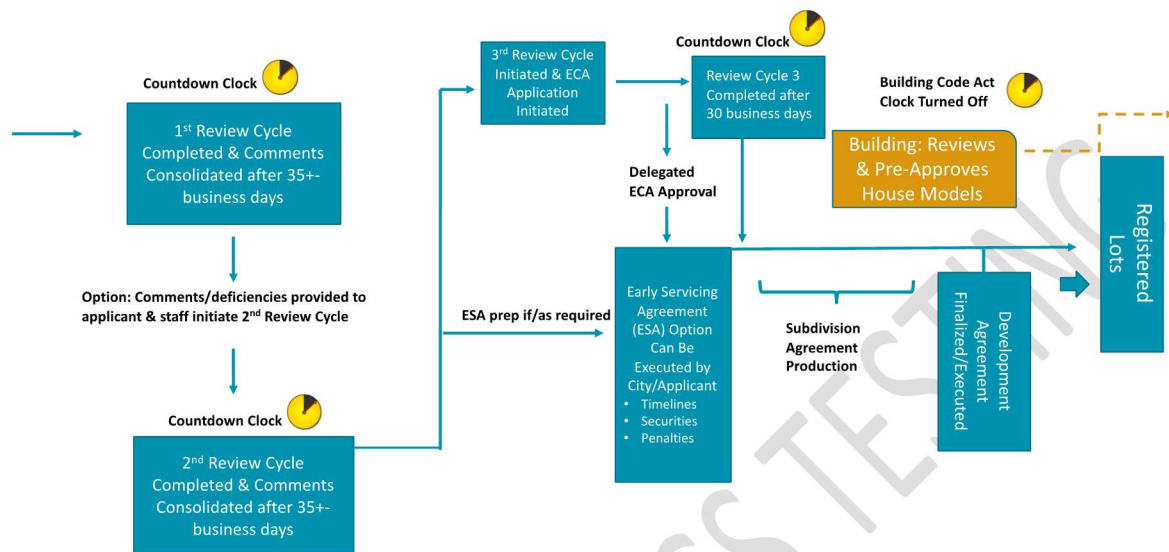 Countdown Clock
1st Review Cycle
Completed & Comments
Consolidated after 35+-
business days
Option: Comments/deficiencies provided to
applicant & staff initiate 2nd Review Cycle
Countdown Clock
2nd Review Cycle
Completed & Comments
Consolidated after 35+-
business days
3rd Review Cycle
Initiated & ECA
Application
Initiated
Countdown Clock
Review Cycle 3
Completed after
30 business days
Delegated
ECA Approval
ESA prep if/as required
Early Servicing
Agreement
(ESA) Option
Can Be
Executed by
City/Applicant
• Timelines
• Securities
• Penalties
Building Code Act
Clock Turned Off
Building: Reviews
& Pre-Approves
House Models
Subdivision
Agreement
Production
Development
Agreement
Finalized/Executed
Registered
Lots
TESTING